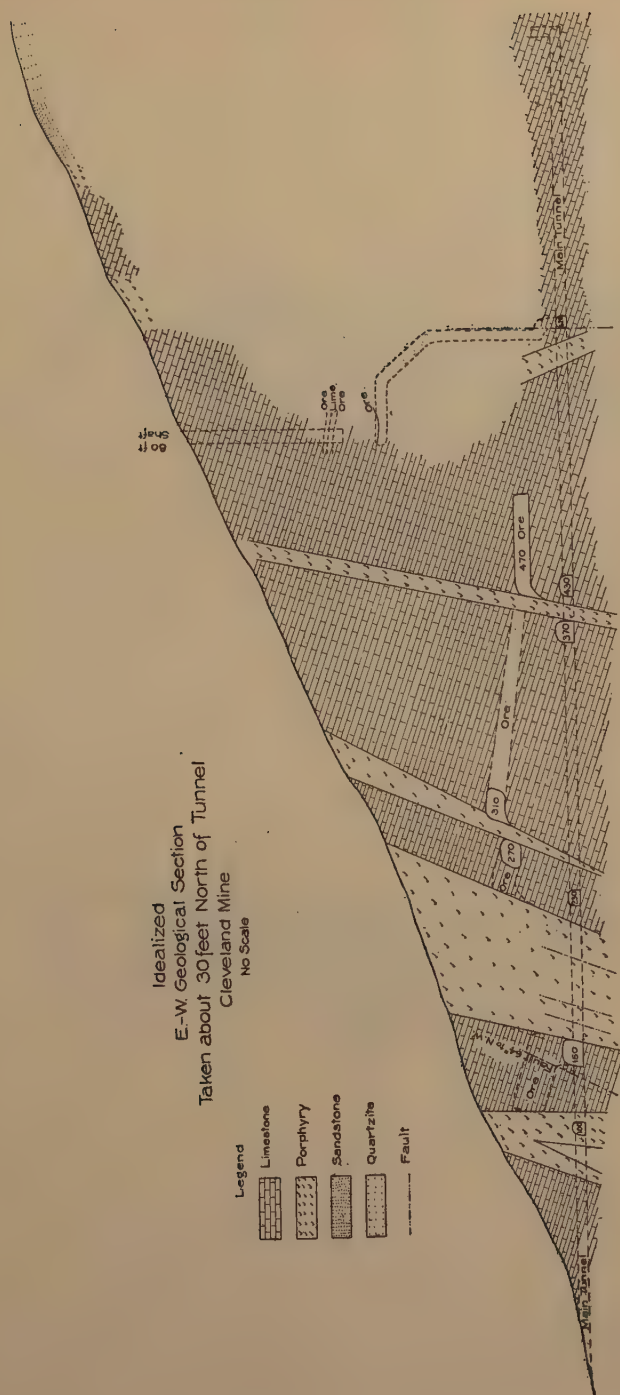 Idealized
E.-W. Geological Section
Taken about 30 feet North of Tunnel
Cleveland Mine
No Scale
Legend
Limestone
Porphyry
Sandstone
Quartzite
Fault
Main Tunnel
100
Ore
Fault
160
Ore
270
310
Ore
370
430
470 Ore
80 ft
Shaft
Ore
Lime
Ore
Ore
Main Tunnel